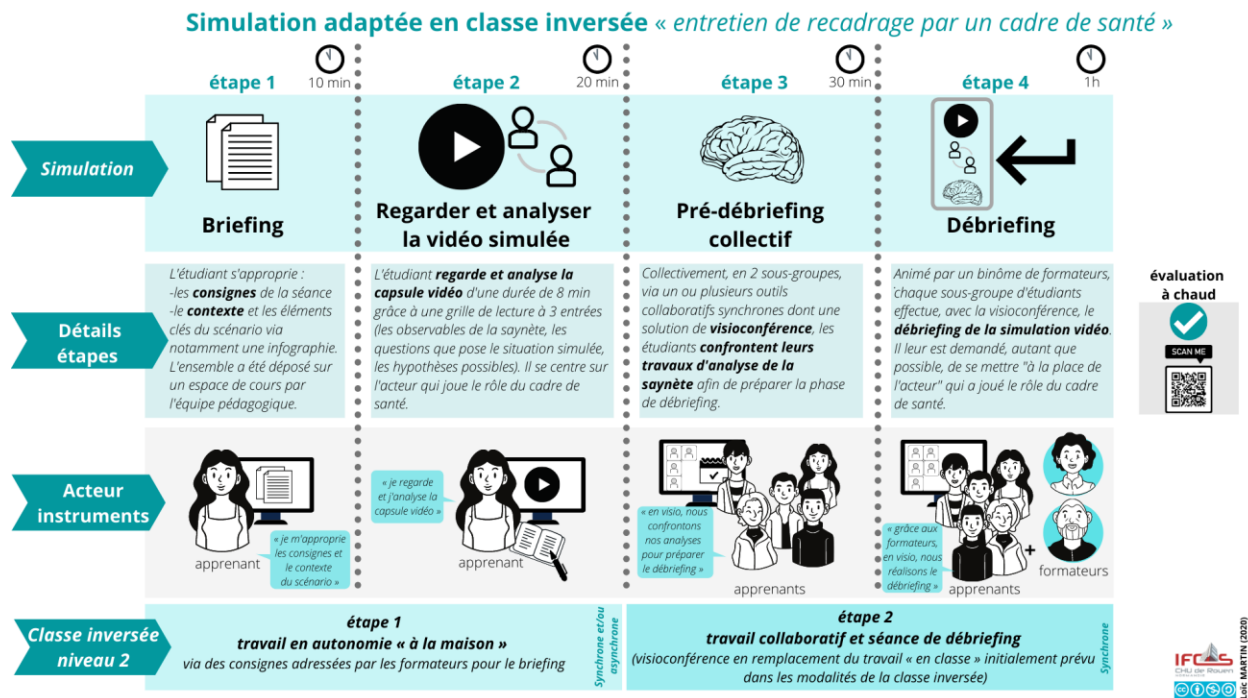 Simulation adaptée en classe inversée « entretien de recadrage par un cadre de santé »
étape 1
10 min
étape 2
20 min
étape 3
30 min
étape 4
1h
Simulation
Briefing
Regarder et analyser
la vidéo simulée
Pré-débriefing
collectif
Débriefing
Détails
étapes
L'étudiant s'approprie :
-les consignes de la séance
-le contexte et les éléments
clés du scénario via
notamment une infographie.
L'ensemble a été déposé sur
un espace de cours par
l'équipe pédagogique.
L'étudiant regarde et analyse la
capsule vidéo d'une durée de 8 min
grâce à une grille de lecture à 3 entrées
(les observables de la saynète, les
questions que pose le situation simulée,
les hypothèses possibles). Il se centre sur
l'acteur qui joue le rôle du cadre de
santé.
Collectivement, en 2 sous-groupes,
via un ou plusieurs outils
collaboratifs synchrones dont une
solution de visioconférence, les
étudiants confrontent leurs
travaux d'analyse de la
saynète afin de préparer la phase
de débriefing.
Animé par un binôme de formateurs,
chaque sous-groupe d'étudiants
effectue, avec la visioconférence, le
débriefing de la simulation vidéo.
Il leur est demandé, autant que
possible, de se mettre "à la place de
l'acteur" qui a joué le rôle du cadre
de santé.
évaluation
à chaud
SCAN ME
Acteur
instruments
« je m'approprie
les consignes et
le contexte
du scénario »
apprenant
« je regarde
et j'analyse la
capsule vidéo »
apprenant
« en visio, nous
confrontons
nos analyses
pour préparer
le débriefing »
apprenants
« grâce aux
formateurs,
en visio, nous
réalisons le
débriefing »
apprenants
+
formateurs
Classe inversée
niveau 2
étape 1
travail en autonomie « à la maison »
via des consignes adressées par les formateurs pour le briefing
Synchrone et/ou
asynchrone
étape 2
travail collaboratif et séance de débriefing
(visioconférence en remplacement du travail « en classe » initialement prévu
dans les modalités de la classe inversée)
Synchrone
IFCS
CHU de Rouen
MARTIN (2020)